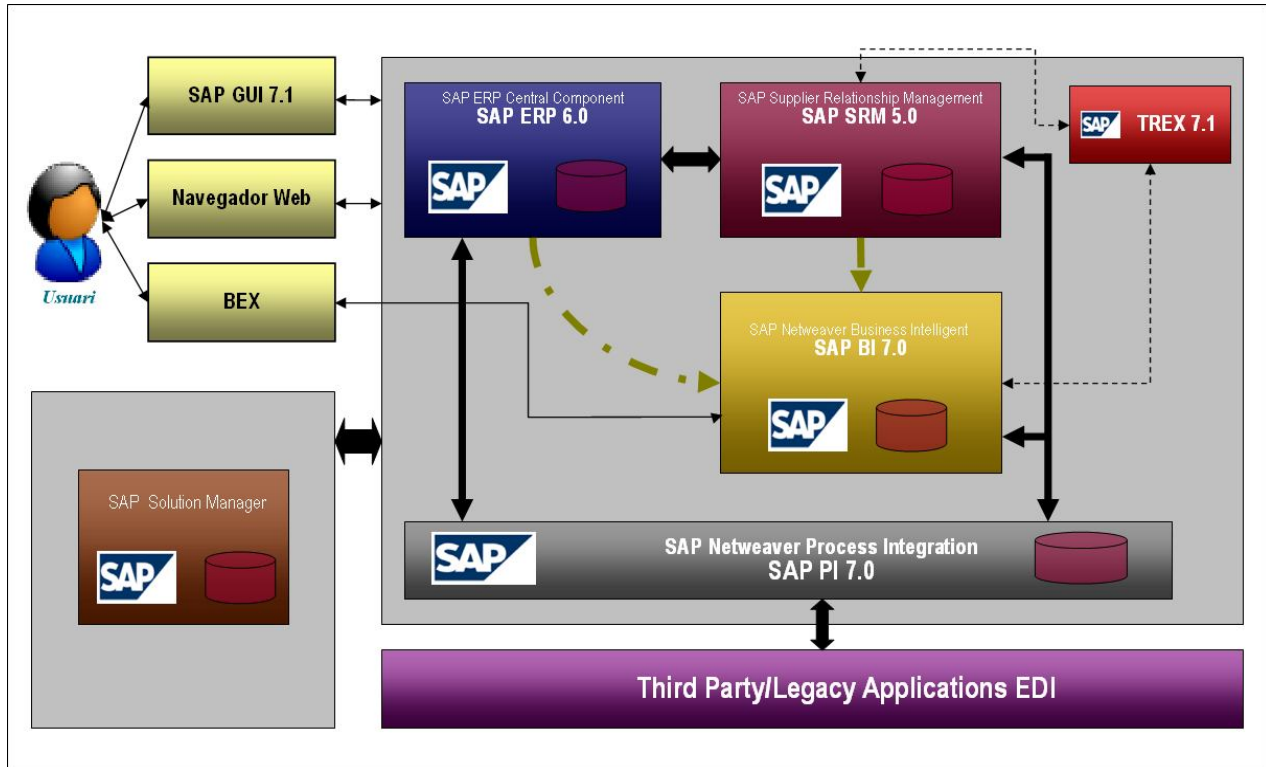 SAP GUI 7.1
Navegador Web
BEX
Usuari
SAP ERP Central Component
SAP ERP 6.0
SAP
SAP Supplier Relationship Management
SAP SRM 5.0
SAP
SAP
TREX 7.1
SAP Netweaver Business Intelligent
SAP BI 7.0
SAP
SAP Solution Manager
SAP
SAP
SAP Netweaver Process Integration
SAP PI 7.0
Third Party/Legacy Applications EDI